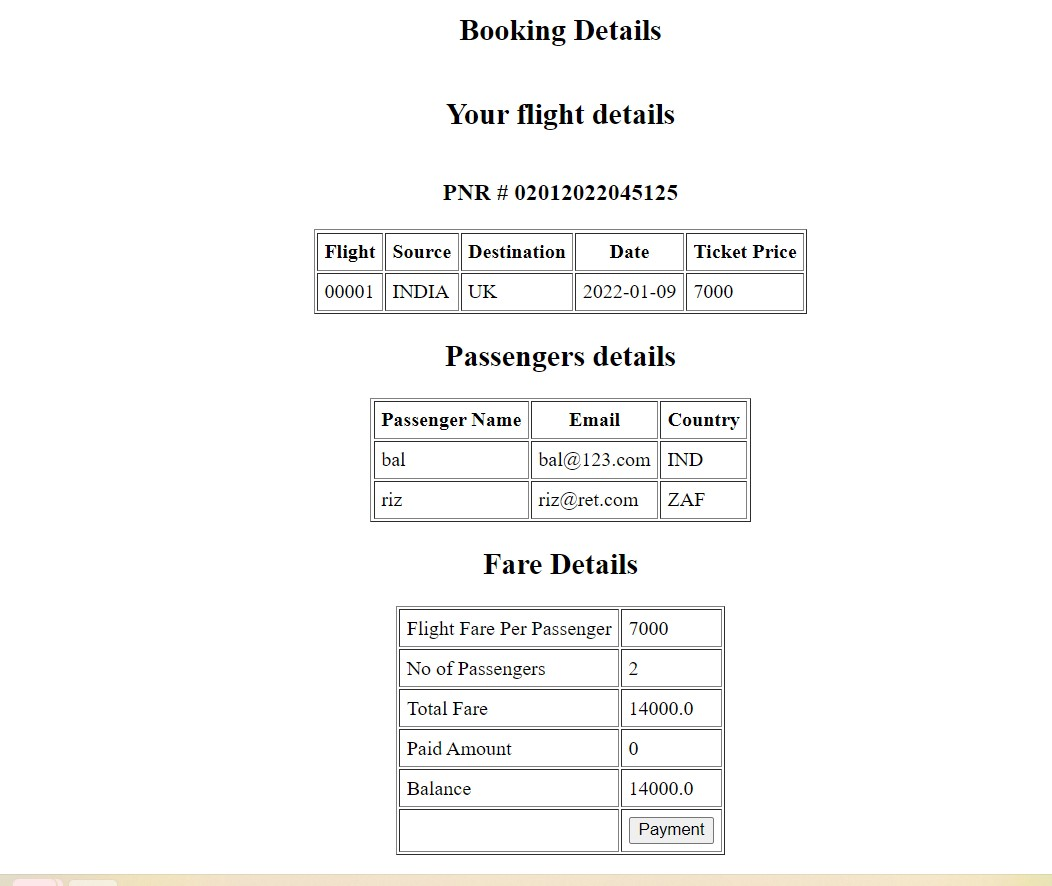 Booking Details
Your flight details
PNR # 02012022045125
Flight Source Destination Date Ticket Price
00001 INDIA UK 2022-01-09 7000
Passengers details
Passenger Name Email Country
bal bal@123.com IND
riz riz@ret.com ZAF
Fare Details
Flight Fare Per Passenger 7000
No of Passengers 2
Total Fare 14000.0
Paid Amount 0
Balance 14000.0
Payment